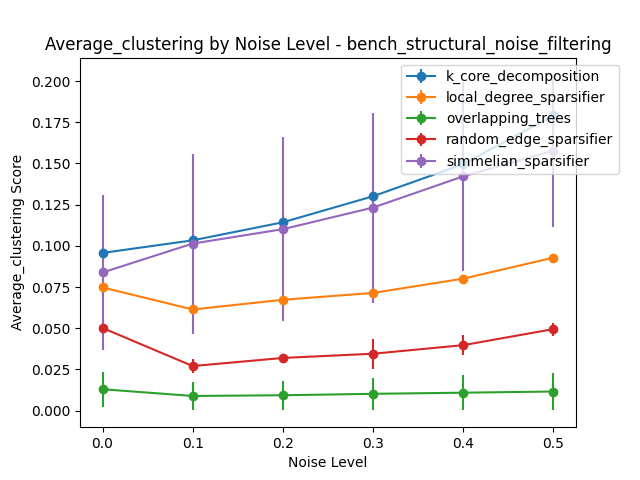 Average_clustering by Noise Level - bench_structural_noise_filtering
k_core_decomposition
local_degree_sparsifier
overlapping_trees
random_edge_sparsifier
simmelian_sparsifier
Average_clustering Score
0.200
0.175
0.150
0.125
0.100
0.075
0.050
0.025
0.000
0.0 0.1 0.2 0.3 0.4 0.5
Noise Level